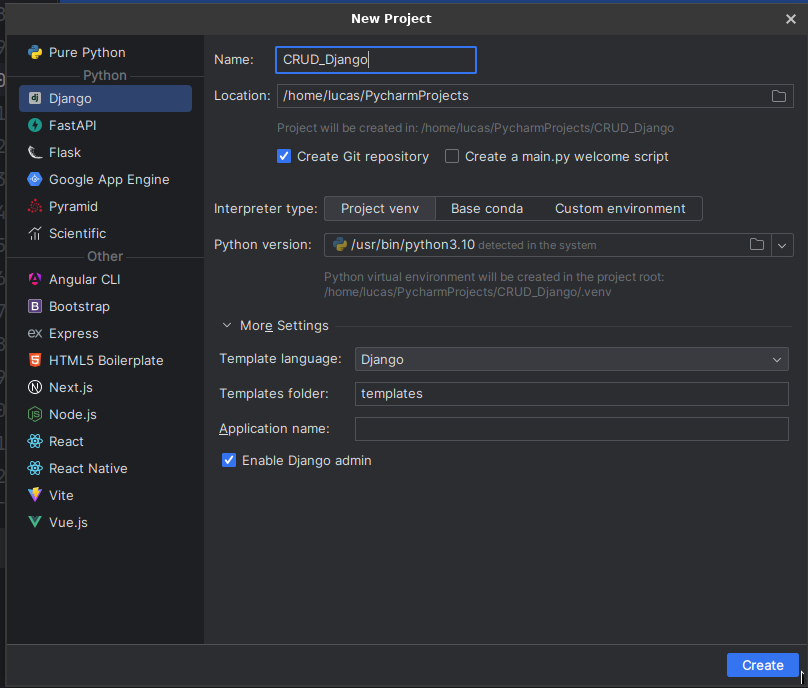 New Project
Pure Python
Python
Django
FastAPI
Flask
Google App Engine
Pyramid
Scientific
Other
Angular CLI
Bootstrap
Express
HTML5 Boilerplate
Next.js
Node.js
React
React Native
Vite
Vue.js
Name: CRUD_Django
Location: /home/lucas/PycharmProjects
Project will be created in: /home/lucas/PycharmProjects/CRUD_Django
Create Git repository Create a main.py welcome script
Interpreter type: Project venv Base conda Custom environment
Python version: /usr/bin/python3.10 detected in the system
Python virtual environment will be created in the project root:
/home/lucas/PycharmProjects/CRUD_Django/.venv
More Settings
Template language: Django
Templates folder: templates
Application name:
Enable Django admin
Create